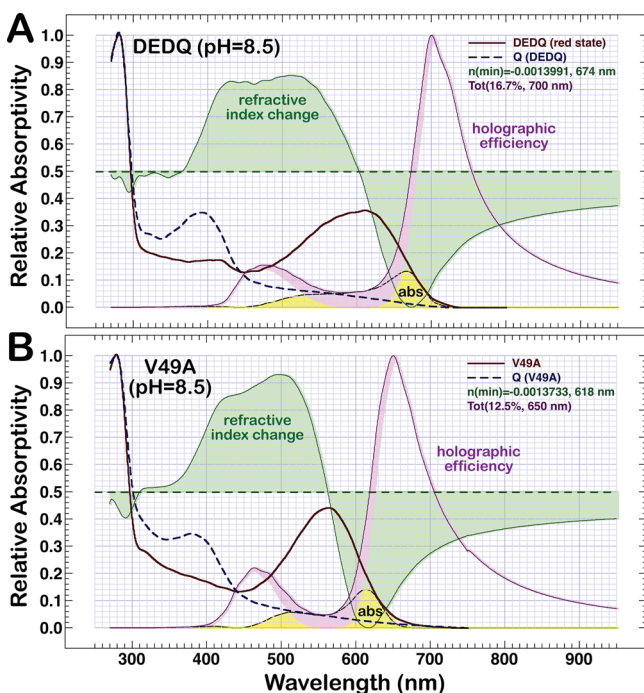 A
DEDQ (pH=8.5)
DEDQ (red state)
Q (DEDQ)
n(min)=-0.0013991, 674 nm
Tot(16.7%, 700 nm)
refractive
index change
holographic
efficiency
abs
Relative Absorptivity
1.0
0.9
0.8
0.7
0.6
0.5
0.4
0.3
0.2
0.1
0.0
B
V49A
(pH=8.5)
V49A
Q (V49A)
n(min)=-0.0013733, 618 nm
Tot(12.5%, 650 nm)
refractive
index change
holographic
efficiency
abs
Relative Absorptivity
1.0
0.9
0.8
0.7
0.6
0.5
0.4
0.3
0.2
0.1
0.0
300 400 500 600 700 800 900
Wavelength (nm)